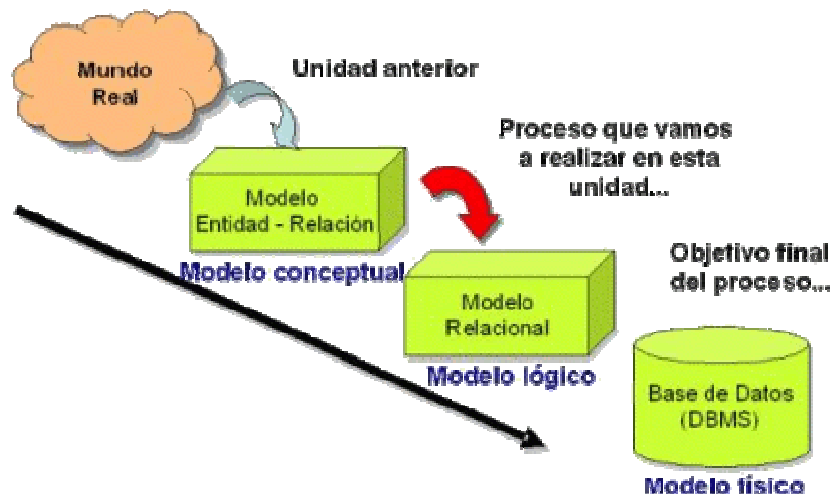 Mundo
Real
Unidad anterior
Proceso que vamos
a realizar en esta
unidad...
Modelo
Entidad - Relación
Modelo conceptual
Objetivo final
del proceso...
Modelo
Relacional
Modelo lógico
Base de Datos
(DBMS)
Modelo físico